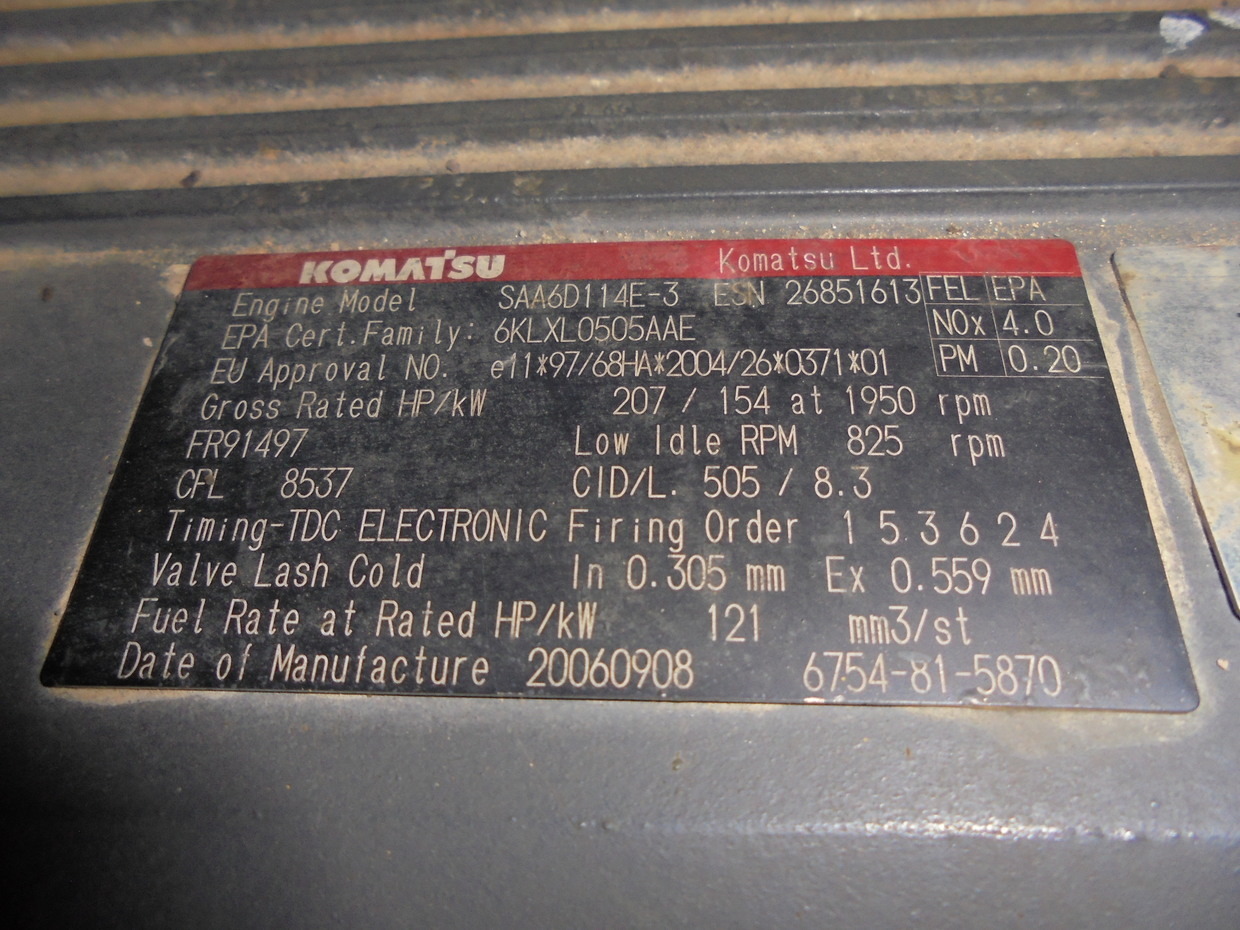 KOMATSU Komatsu Ltd.
Engine Model SAA6D114E-3 ESN 26851613 FEL EPA
EPA Cert.Family: 6KLXL0505AAE NOx 4.0
EU Approval NO. e11*97/68HA*2004/26*0371*01 PM 0.20
Gross Rated HP/kW 207 / 154 at 1950 rpm
FR91497 Low Idle RPM 825 rpm
CPL 8537 CID/L. 505 / 8.3
Timing-TDC ELECTRONIC Firing Order 1 5 3 6 2 4
Valve Lash Cold In 0.305 mm Ex 0.559 mm
Fuel Rate at Rated HP/kW 121 mm3/st
Date of Manufacture 20060908 6754-81-5870